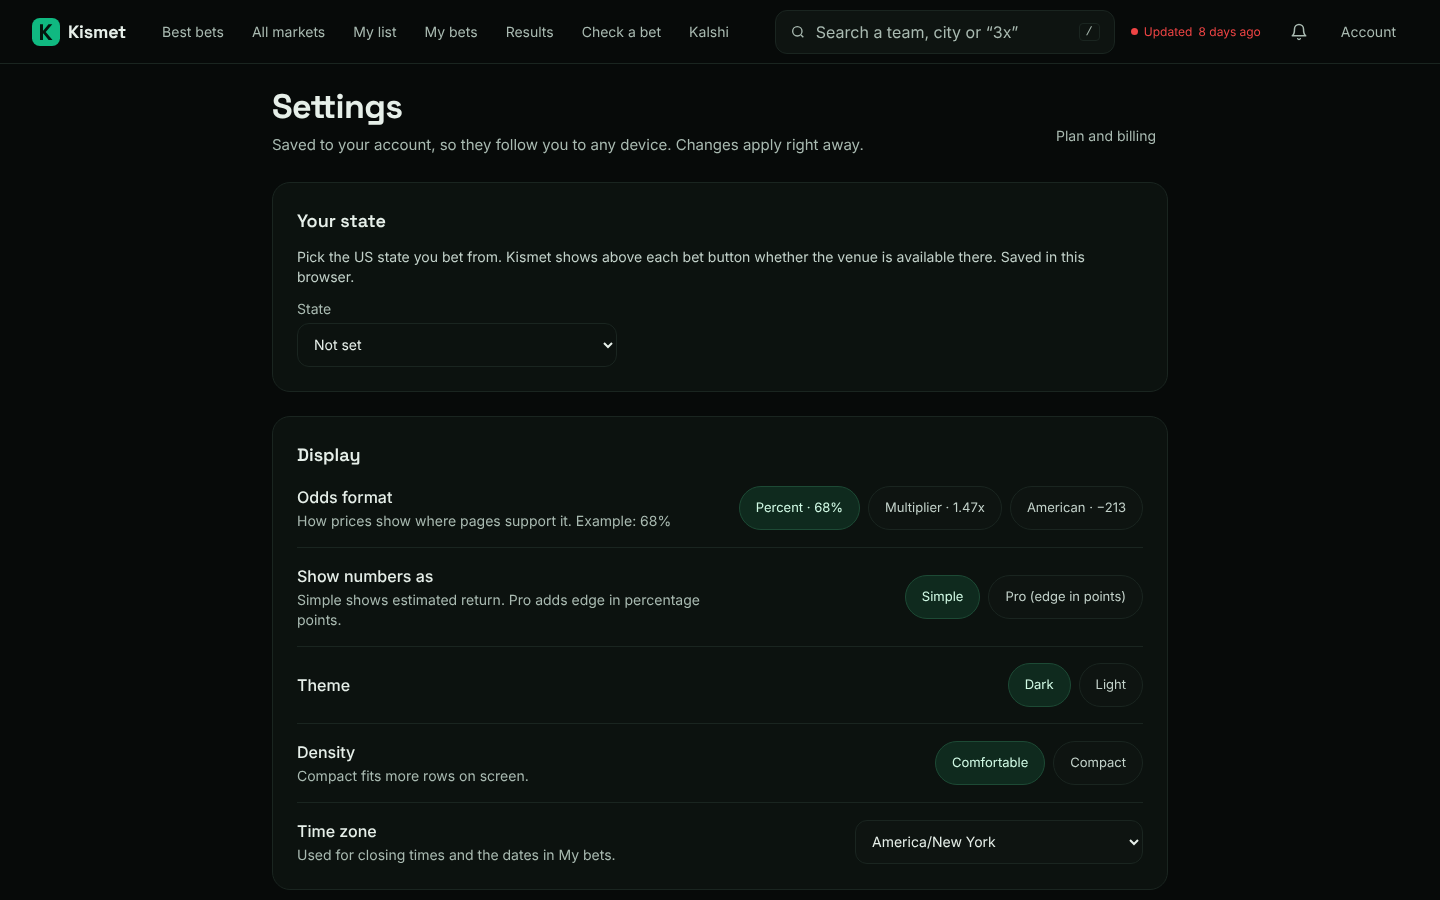 Kismet
Best bets
All markets
My list
My bets
Results
Check a bet
Kalshi
Search a team, city or “3x”
/
Updated 8 days ago
Account
Settings
Saved to your account, so they follow you to any device. Changes apply right away.
Plan and billing
Your state
Pick the US state you bet from. Kismet shows above each bet button whether the venue is available there. Saved in this
browser.
State
Not set
Display
Odds format
How prices show where pages support it. Example: 68%
Percent · 68%
Multiplier · 1.47x
American · −213
Show numbers as
Simple shows estimated return. Pro adds edge in percentage
points.
Simple
Pro (edge in points)
Theme
Dark
Light
Density
Compact fits more rows on screen.
Comfortable
Compact
Time zone
Used for closing times and the dates in My bets.
America/New York